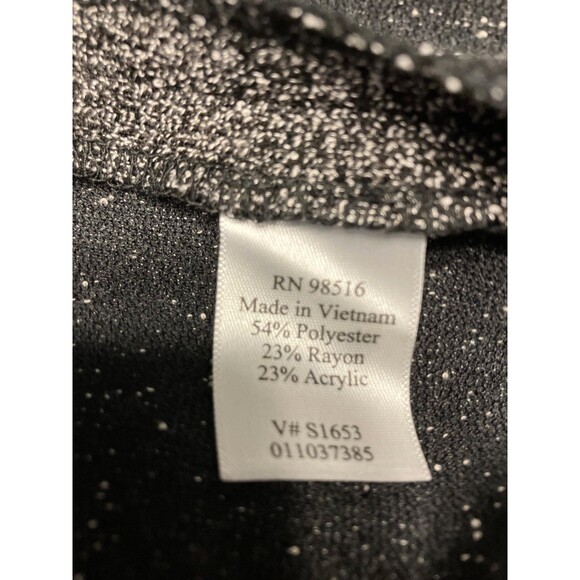 RN 98516
Made in Vietnam
54% Polyester
23% Rayon
23% Acrylic
V# S1653
011037385